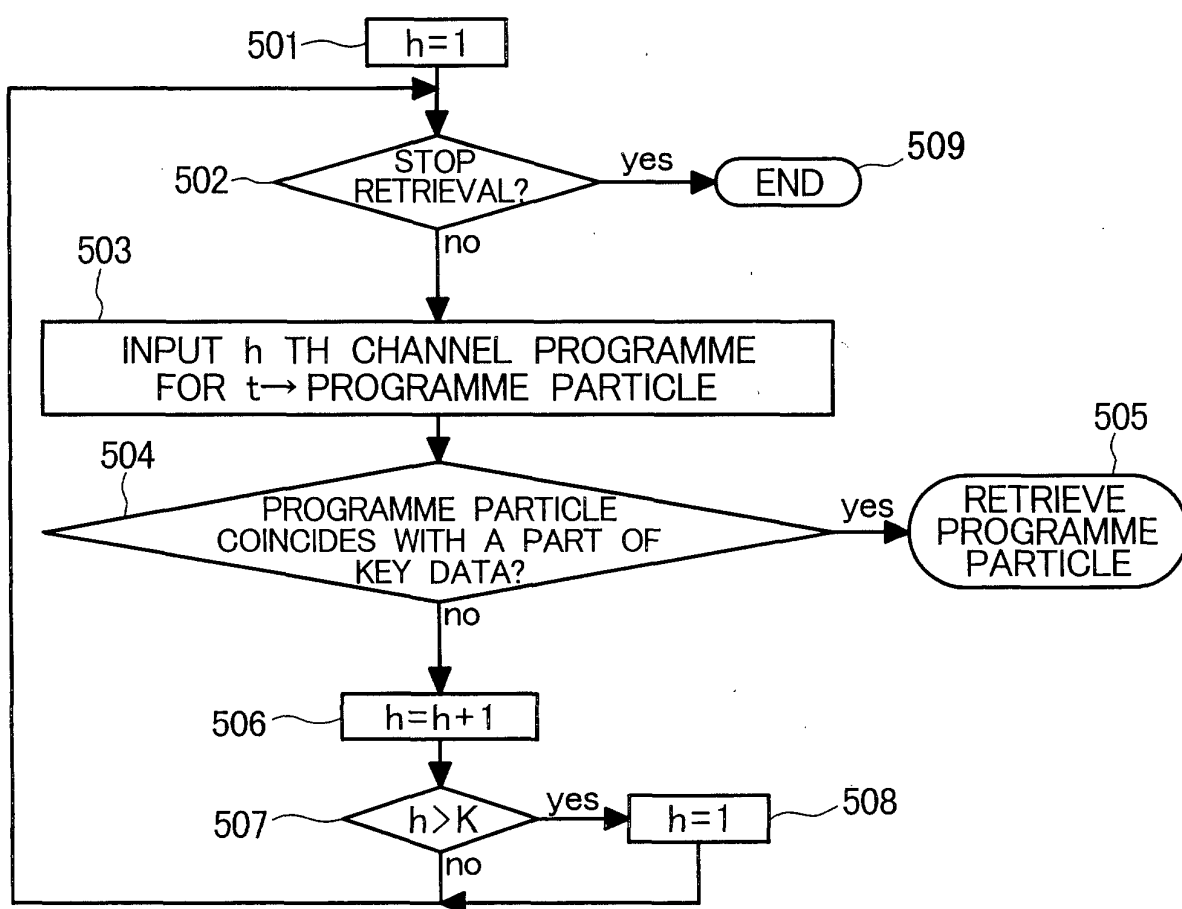 501
h=1
502
STOP
RETRIEVAL?
yes
END
509
no
503
INPUT h TH CHANNEL PROGRAMME
FOR t→PROGRAMME PARTICLE
504
PROGRAMME PARTICLE
COINCIDES WITH A PART OF
KEY DATA?
yes
505
RETRIEVE
PROGRAMME
PARTICLE
no
506
h=h+1
507
h>K
yes
h=1
508
no